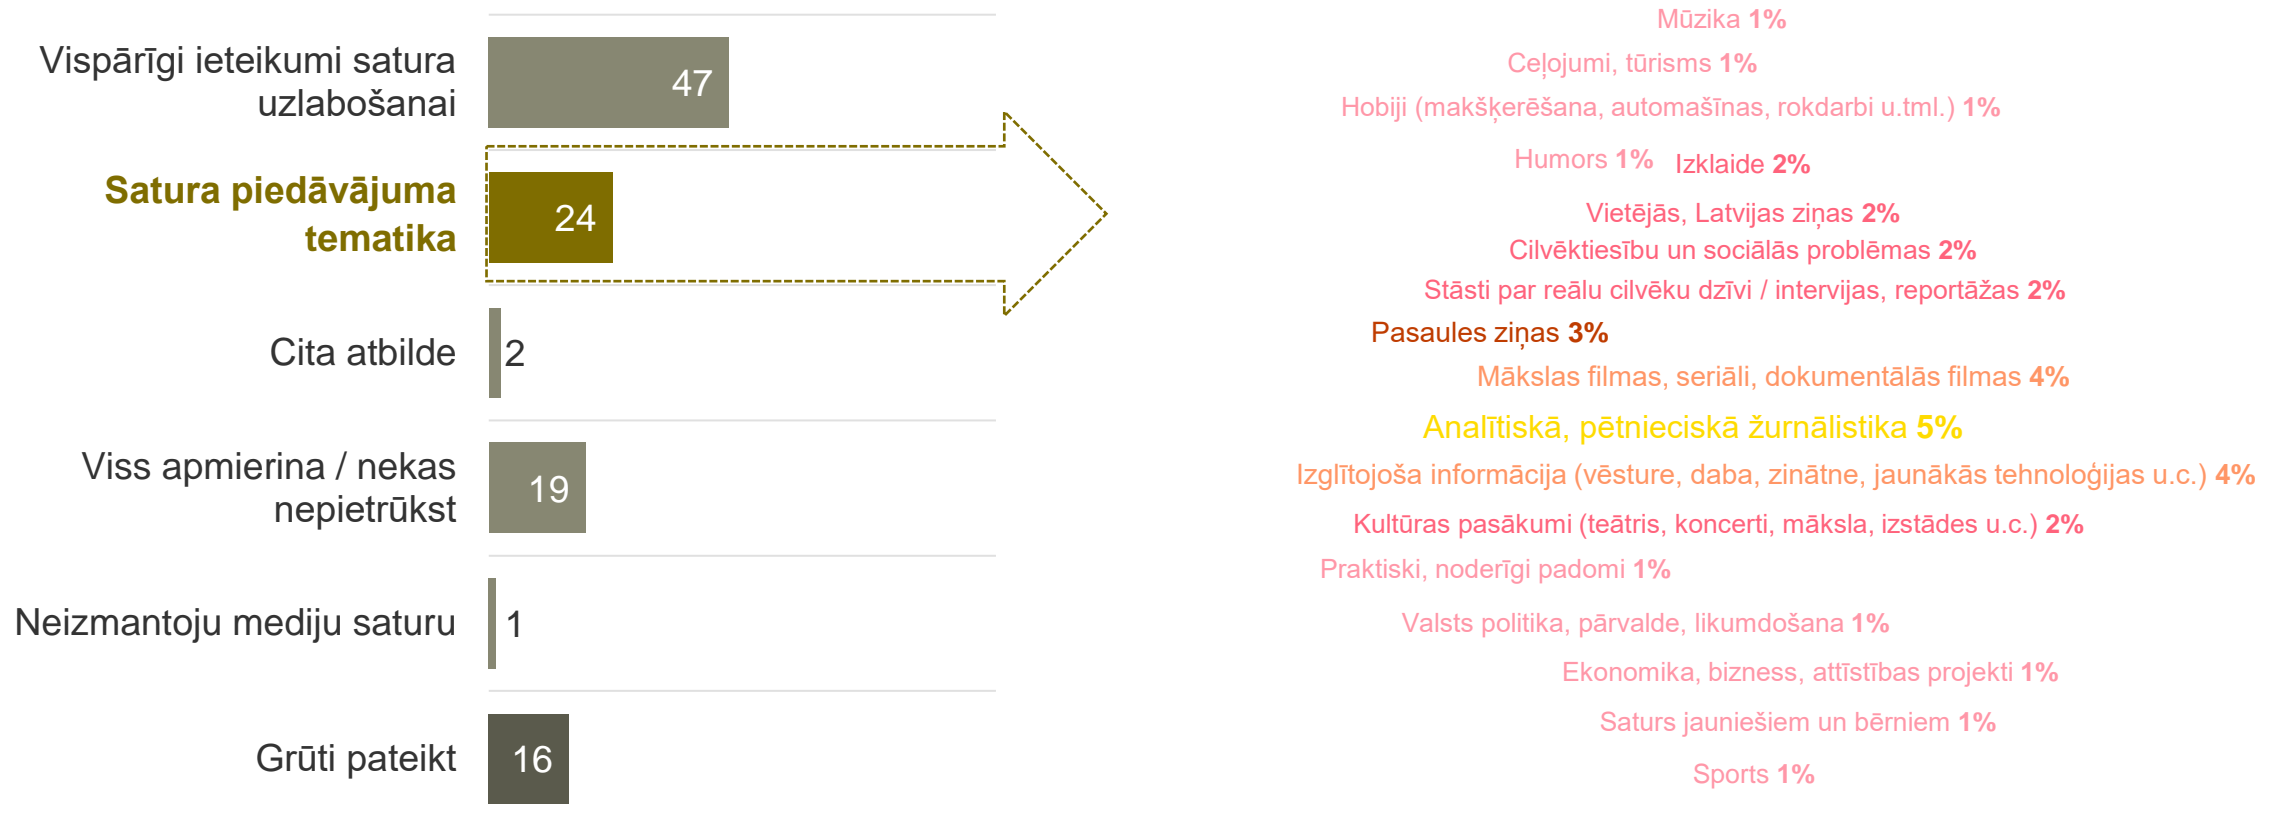 Vispārīgi ieteikumi satura
uzlabošanai
47
Satura piedāvājuma
tematika
24
Cita atbilde
2
Viss apmierina / nekas
nepietrūkst
19
Neizmantoju mediju saturu
1
Grūti pateikt
16
Mūzika 1%
Ceļojumi, tūrisms 1%
Hobiji (makšķerēšana, automašīnas, rokdarbi u.tml.) 1%
Humors 1%
Izklaide 2%
Vietējās, Latvijas ziņas 2%
Cilvēktiesību un sociālās problēmas 2%
Stāsti par reālu cilvēku dzīvi / intervijas, reportāžas 2%
Pasaules ziņas 3%
Mākslas filmas, seriāli, dokumentālās filmas 4%
Analītiskā, pētnieciskā žurnālistika 5%
Izglītojoša informācija (vēsture, daba, zinātne, jaunākās tehnoloģijas u.c.) 4%
Kultūras pasākumi (teātris, koncerti, māksla, izstādes u.c.) 2%
Praktiski, noderīgi padomi 1%
Valsts politika, pārvalde, likumdošana 1%
Ekonomika, bizness, attīstības projekti 1%
Saturs jauniešiem un bērniem 1%
Sports 1%